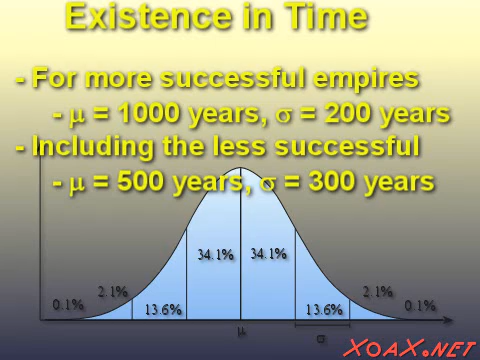 Existence in Time
- For more successful empires
- μ = 1000 years, σ = 200 years
- Including the less successful
- μ = 500 years, σ = 300 years
34.1% 34.1%
0.1% 2.1% 13.6% 13.6% 2.1% 0.1%
μ σ
XOAX.NET